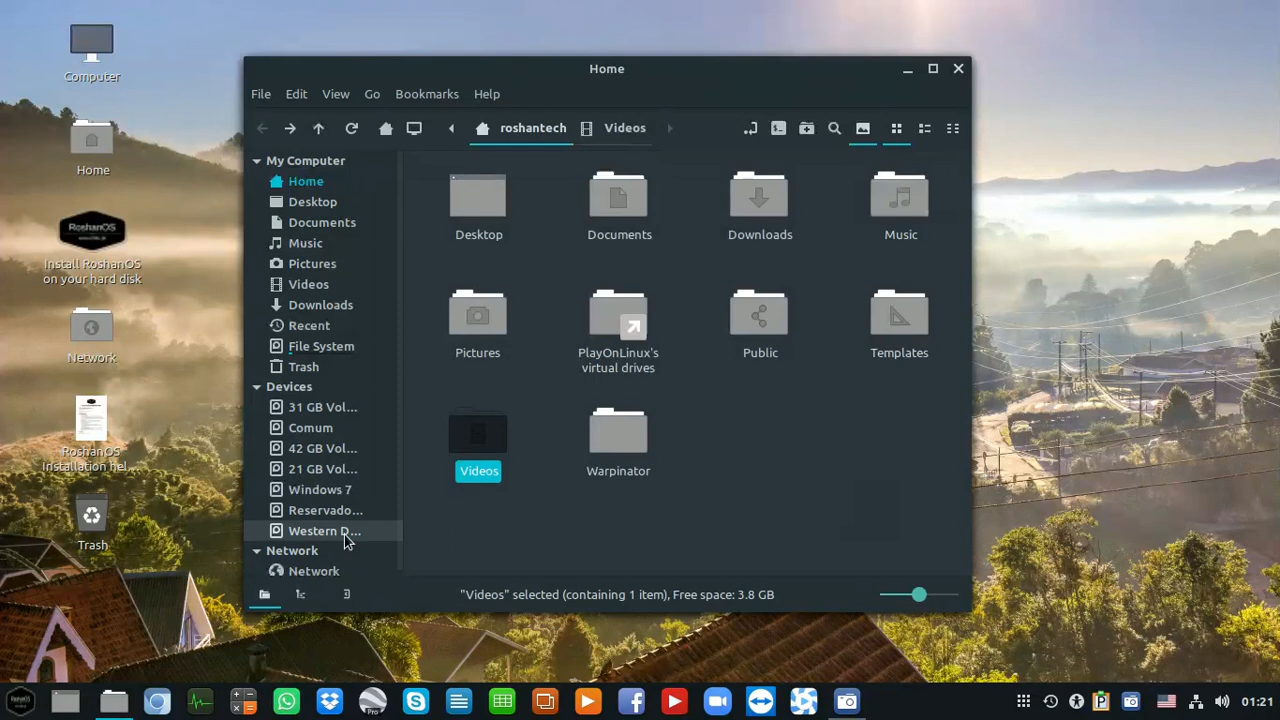 Computer
Home
RoshanOS
Install RoshanOS
on your hard disk
Network
RoshanOS
Installation hel...
Trash
Home
File Edit View Go Bookmarks Help
roshantech Videos
My Computer
Home
Desktop
Documents
Music
Pictures
Videos
Downloads
Recent
File System
Trash
Devices
31 GB Vol...
Comum
42 GB Vol...
21 GB Vol...
Windows 7
Reservado...
Western D...
Network
Network
Desktop Documents Downloads Music
Pictures PlayOnLinux's
virtual drives Public Templates
Videos Warpinator
"Videos" selected (containing 1 item), Free space: 3.8 GB
Pro
01:21